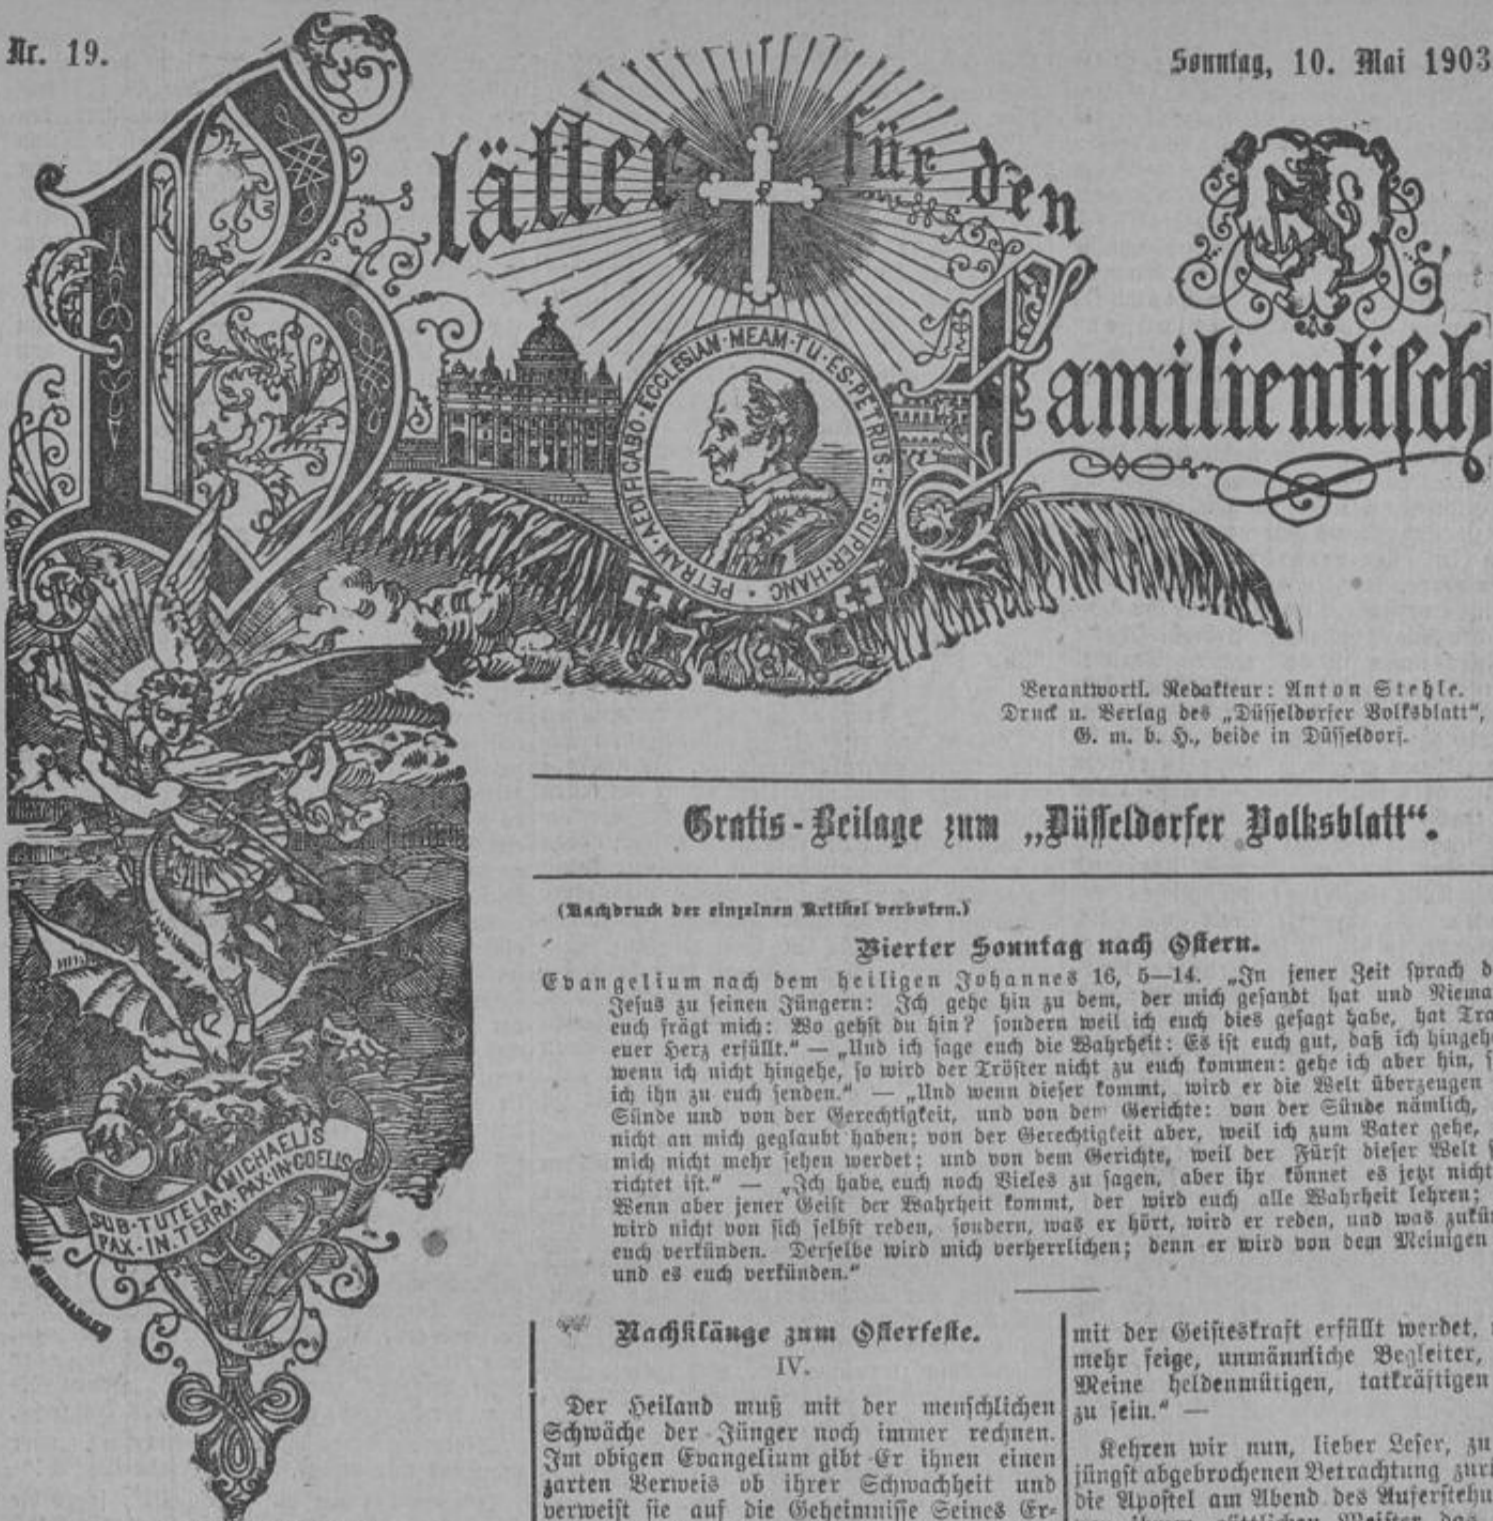 Nr. 19.
Sonntag, 10. Mai 1903
Blätter für den
Familientisch
PETRAM · AEDIFICABO · ECCLESIAM · MEAM · TU · ES · PETRUS · ET · SUPER · HANC ·
Verantwortl. Redakteur: Anton Stehle.
Druck u. Verlag des „Düsseldorfer Volksblatt“,
G. m. b. H., beide in Düsseldorf.
Gratis-Beilage zum „Düsseldorfer Volksblatt“.
(Nachdruck der einzelnen Artikel verboten.)
Vierter Sonntag nach Ostern.
Evangelium nach dem heiligen Johannes 16, 5—14. „In jener Zeit sprach
Jesus zu seinen Jüngern: Ich gehe hin zu dem, der mich gesandt hat und
euch frägt mich: Wo gehst du hin? sondern weil ich euch dies gesagt habe, hat
euer Herz erfüllt.“ — „Und ich sage euch die Wahrheit: Es ist euch gut, daß ich
wenn ich nicht hingehe, so wird der Tröster nicht zu euch kommen: gehe ich aber hin,
ich ihn zu euch senden.“ — „Und wenn dieser kommt, wird er die Welt überzeugen
Sünde und von der Gerechtigkeit, und von dem Gerichte: von der Sünde nämlich,
nicht an mich geglaubt haben; von der Gerechtigkeit aber, weil ich zum Vater gehe,
mich nicht mehr sehen werdet; und von dem Gerichte, weil der Fürst dieser Welt
richtet ist.“ — „Ich habe euch noch Vieles zu sagen, aber ihr könnet es jetzt nicht
Wenn aber jener Geist der Wahrheit kommt, der wird euch alle Wahrheit lehren;
wird nicht von sich selbst reden, sondern, was er hört, wird er reden, und was
euch verkünden. Derselbe wird mich verherrlichen; denn er wird von dem Meinigen
und es euch verkünden.“
SUB · TUTELA MICHAELIS
PAX · IN · TERRA · PAX · IN · COELIS
Nachklänge zum Osterfeste.
IV.
Der Heiland muß mit der menschlichen
Schwäche der Jünger noch immer rechnen.
Im obigen Evangelium gibt Er ihnen einen
zarten Verweis ob ihrer Schwachheit und
verweist sie auf die Geheimnisse Seines Er-
mit der Geisteskraft erfüllt werdet,
mehr feige, unmännliche Begleiter,
Meine heldenmütigen, tatkräftigen
zu sein.“ —
Kehren wir nun, lieber Leser,
jüngst abgebrochenen Betrachtung
die Apostel am Abend des